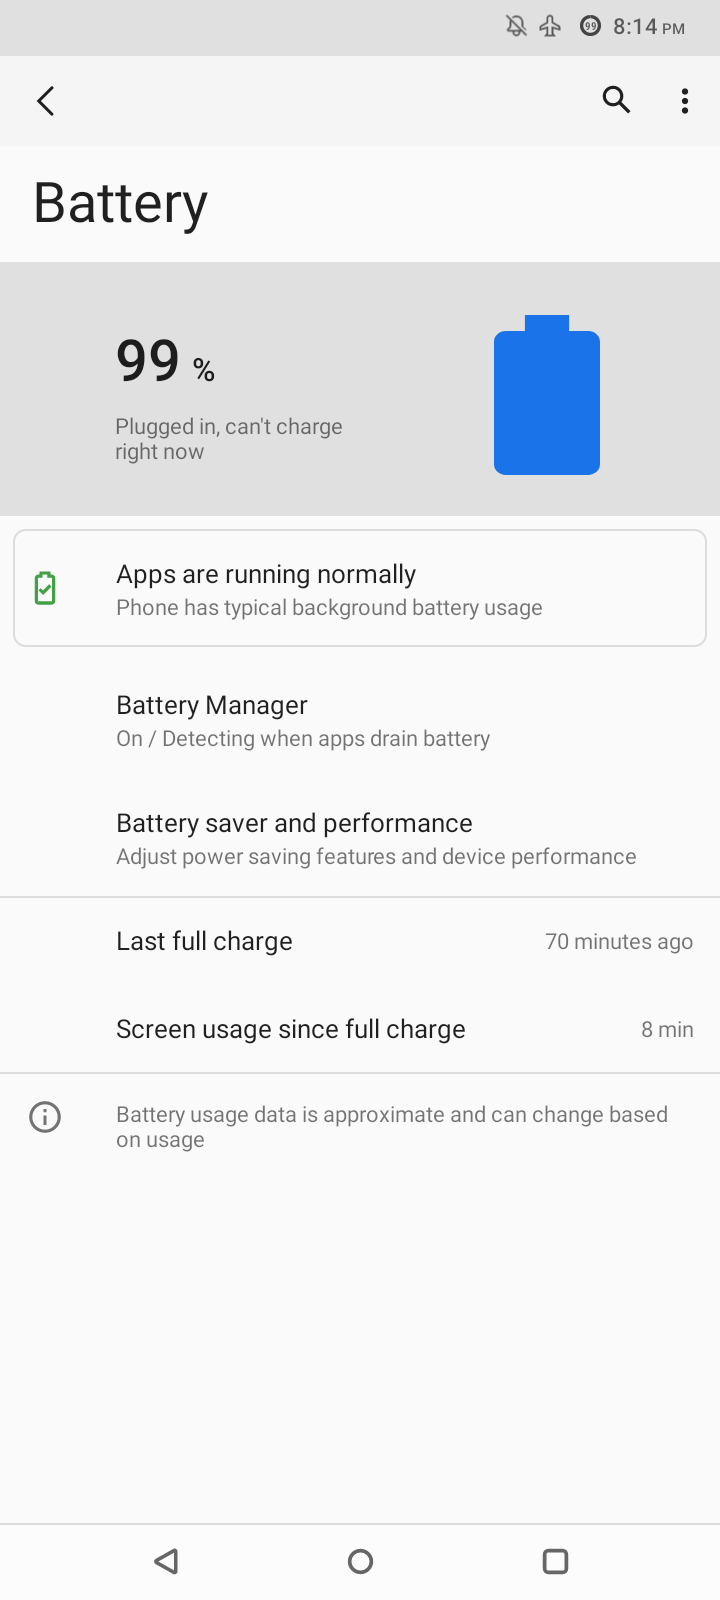 99 8:14 PM
Battery
99 %
Plugged in, can't charge
right now
Apps are running normally
Phone has typical background battery usage
Battery Manager
On / Detecting when apps drain battery
Battery saver and performance
Adjust power saving features and device performance
Last full charge 70 minutes ago
Screen usage since full charge 8 min
Battery usage data is approximate and can change based
on usage